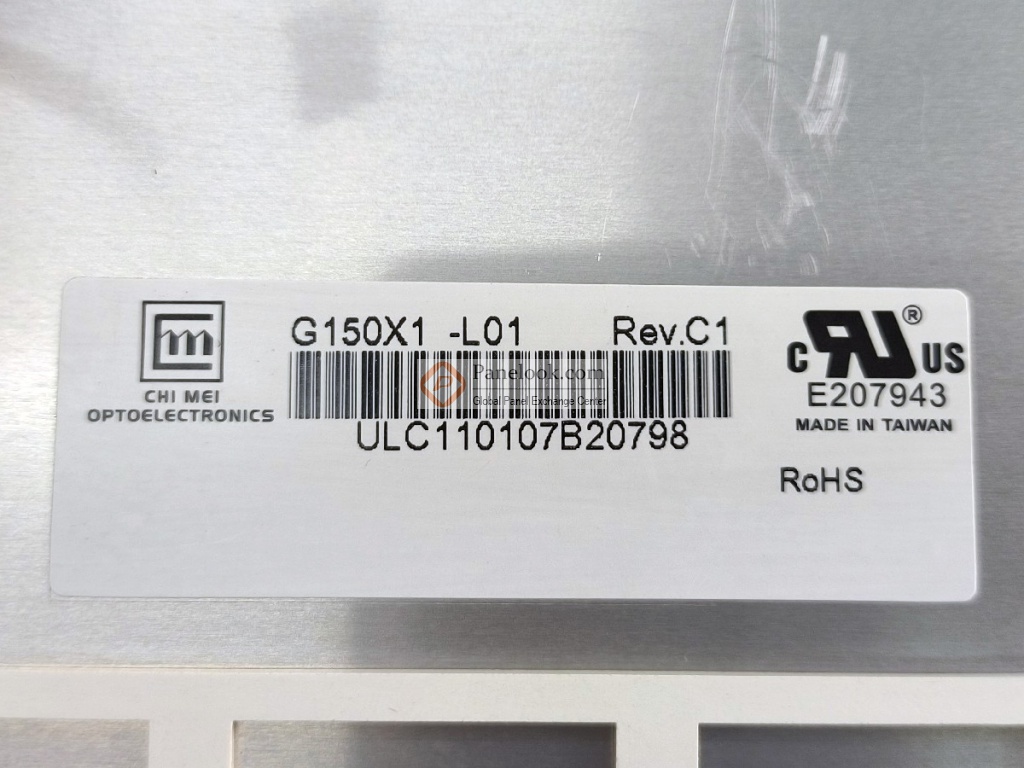 G150X1 -L01 Rev.C1
CHI MEI
OPTOELECTRONICS
Panelook.com
Global Panel Exchange Center
ULC110107B20798
C RU ® US
E207943
MADE IN TAIWAN
RoHS